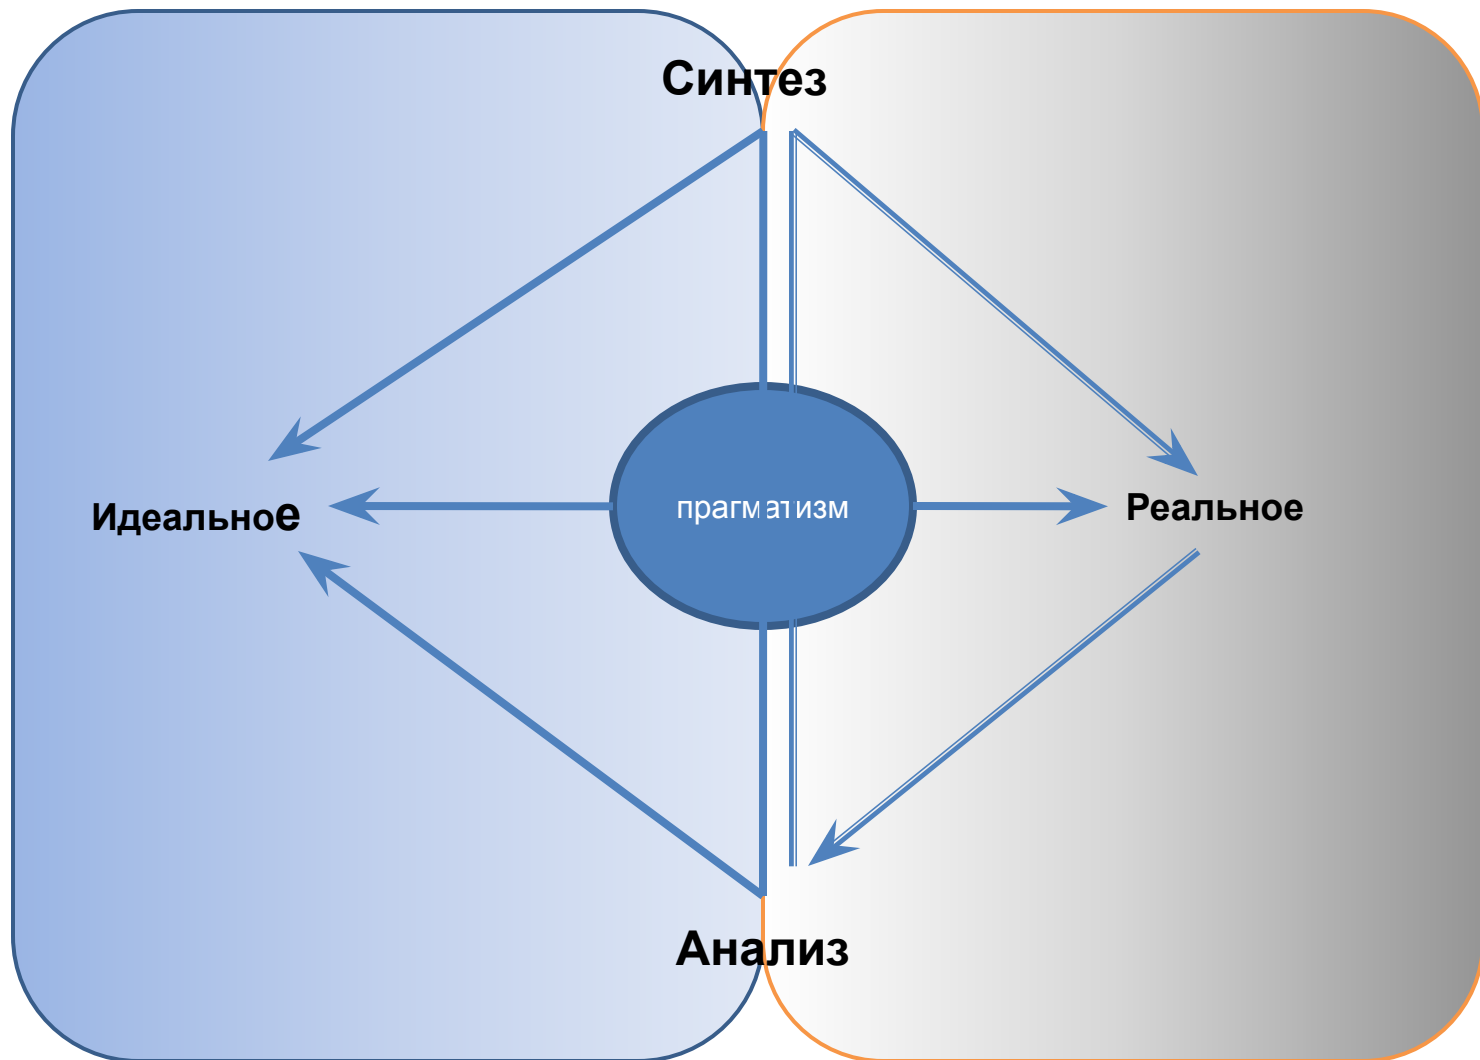 Синтез
Идеальное
прагматизм
Реальное
Анализ